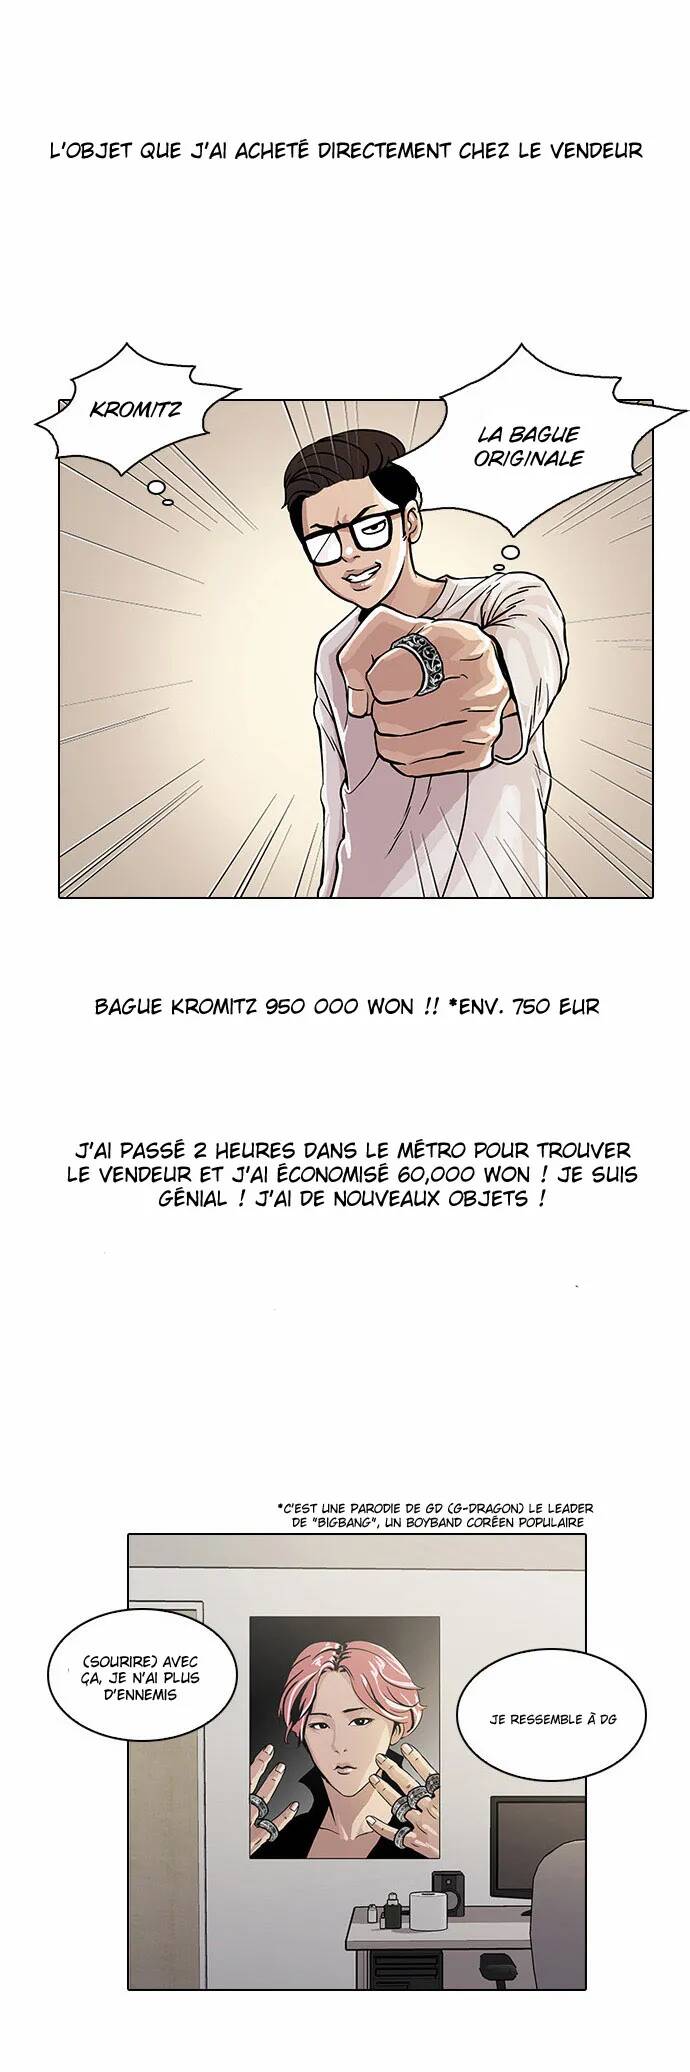 L'OBJET QUE J'AI ACHETÉ DIRECTEMENT CHEZ LE VENDEUR
KROMITZ
LA BAGUE
ORIGINALE
BAGUE KROMITZ 950 000 WON !! *ENV. 750 EUR
J'AI PASSÉ 2 HEURES DANS LE MÉTRO POUR TROUVER
LE VENDEUR ET J'AI ÉCONOMISÉ 60,000 WON ! JE SUIS
GÉNIAL ! J'AI DE NOUVEAUX OBJETS !
*C'EST UNE PARODIE DE GD (G-DRAGON) LE LEADER
DE "BIGBANG", UN BOYBAND CORÉEN POPULAIRE
(SOURIRE) AVEC
ÇA, JE N'AI PLUS
D'ENNEMIS
JE RESSEMBLE À DG